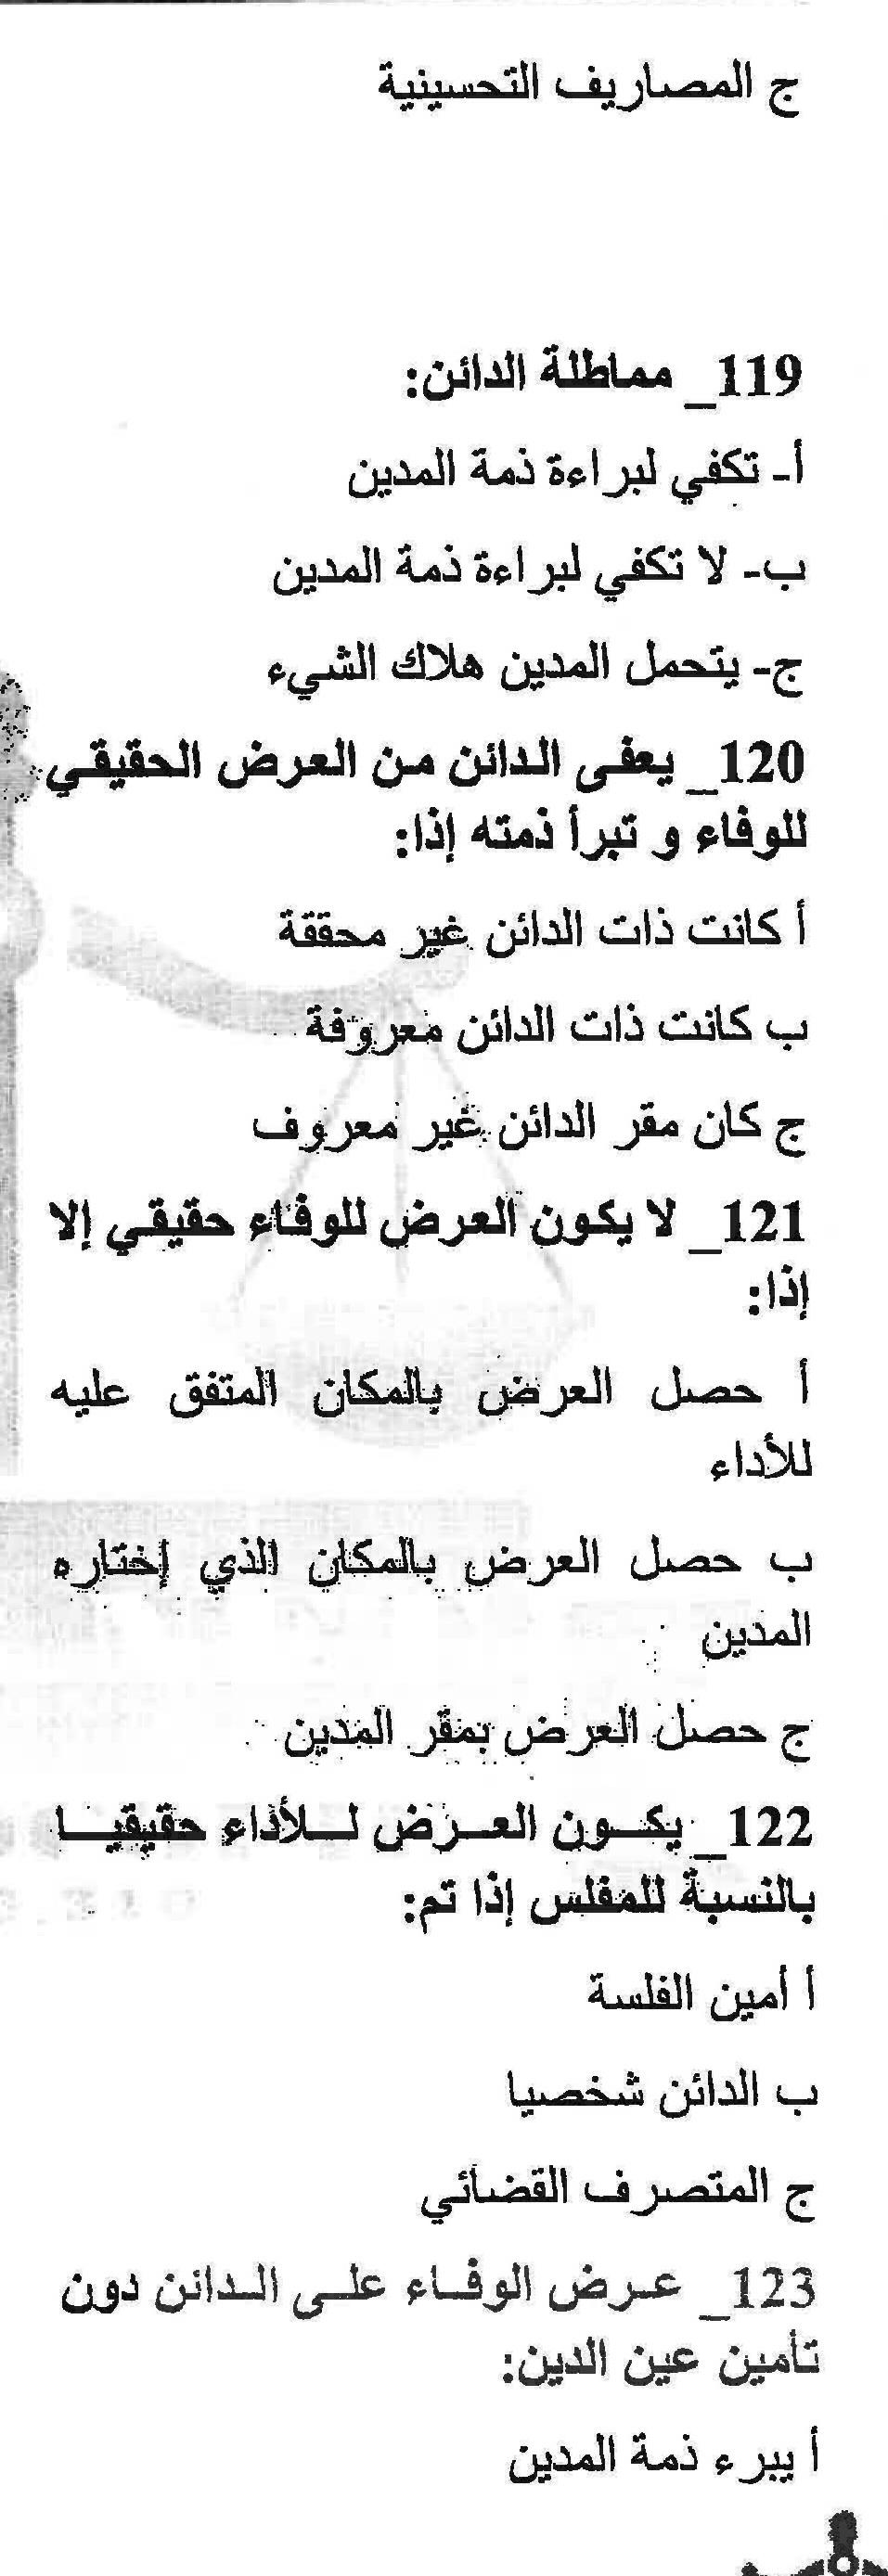 ج المصاريف التحسينية
119_ مماطلة الدائن:
أ- تكفي لبراءة ذمة المدين
ب- لا تكفي لبراءة ذمة المدين
ج- يتحمل المدين هلاك الشيء
120_ يعفى الدائن من العرض الحقيقي
للوفاء و تبرأ ذمته إذا:
أ كانت ذات الدائن غير محققة
ب كانت ذات الدائن معروفة
ج كان مقر الدائن غير معروف
121_ لا يكون العرض للوفاء حقيقي إلا
إذا:
أ حصل العرض بالمكان المتفق عليه
للأداء
ب حصل العرض بالمكان الذي إختاره
المدين
ج حصل العرض بمقر المدين
122_ يكون العرض للأداء حقيقيا
بالنسبة للمفلس إذا تم:
أ أمين الفلسة
ب الدائن شخصيا
ج المتصرف القضائي
123_ عرض الوفاء على الدائن دون
تأمين عين الدين:
أ يبرء ذمة المدين